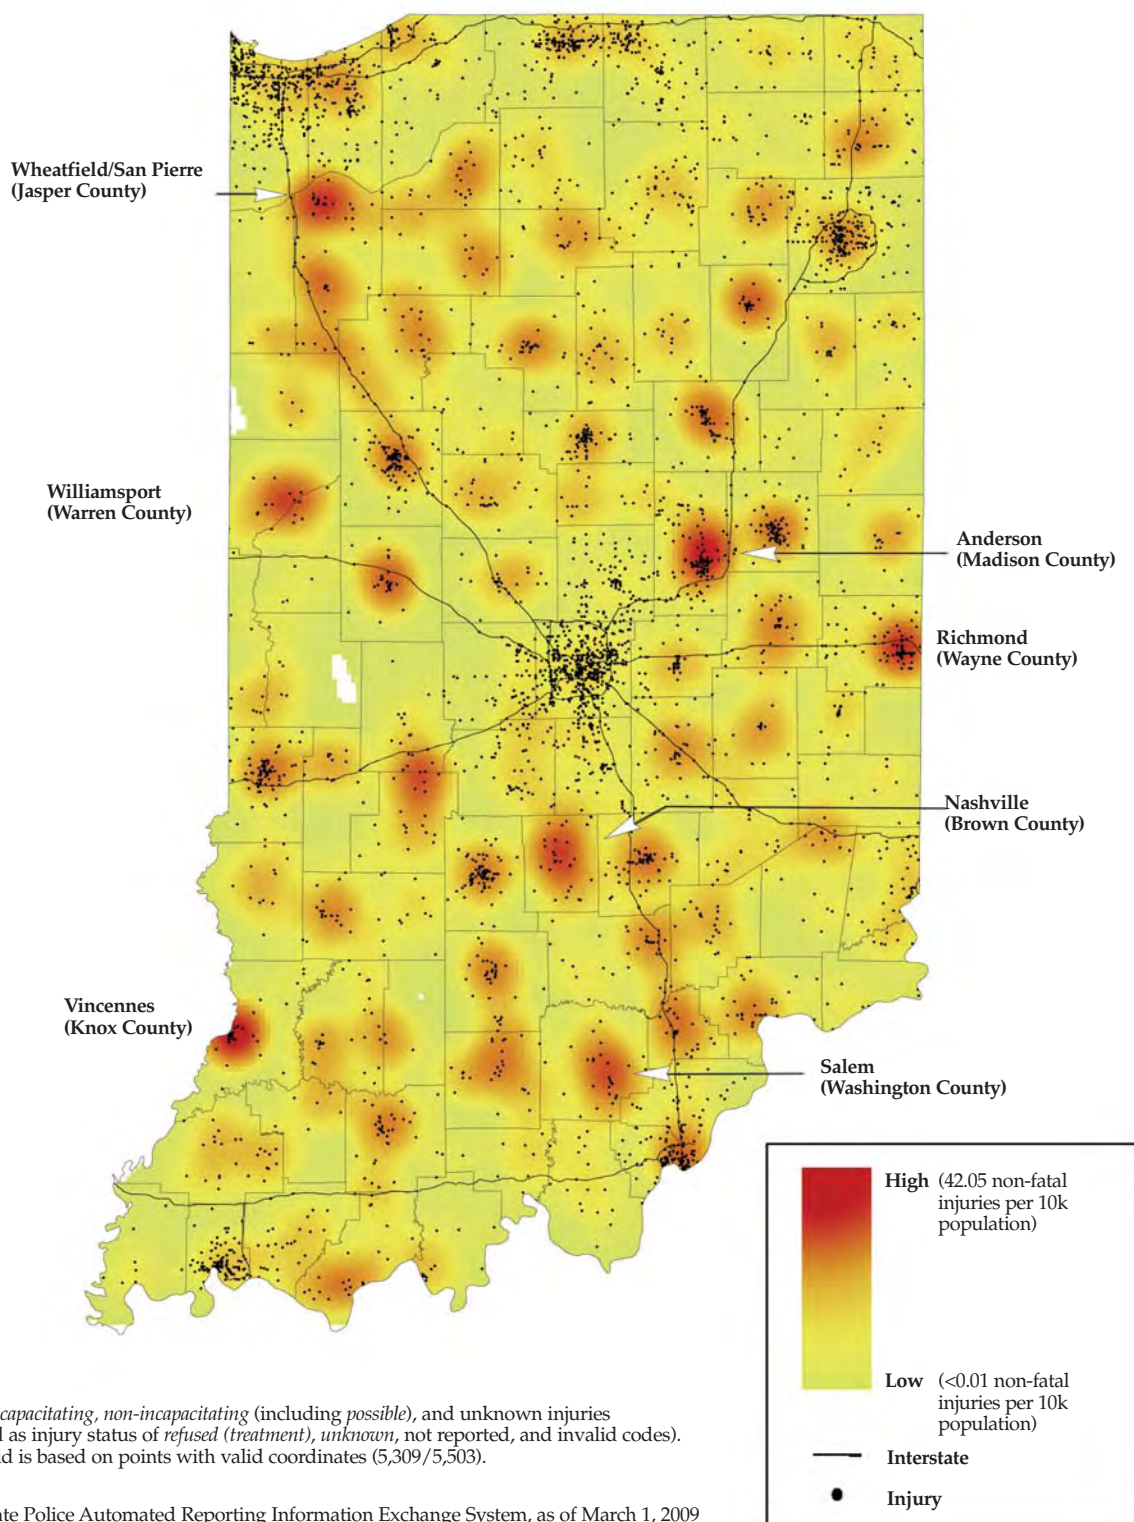 Wheatfield/San Pierre
(Jasper County)
Williamsport
(Warren County)
Anderson
(Madison County)
Richmond
(Wayne County)
Nashville
(Brown County)
Vincennes
(Knox County)
Salem
(Washington County)
High (42.05 non-fatal
injuries per 10k
population)
Low (<0.01 non-fatal
injuries per 10k
population)
Interstate
Injury
capacitating, non-incapacitating (including possible), and unknown injuries
as injury status of refused (treatment), unknown, not reported, and invalid codes).
is based on points with valid coordinates (5,309/5,503).
Police Automated Reporting Information Exchange System, as of March 1, 2009